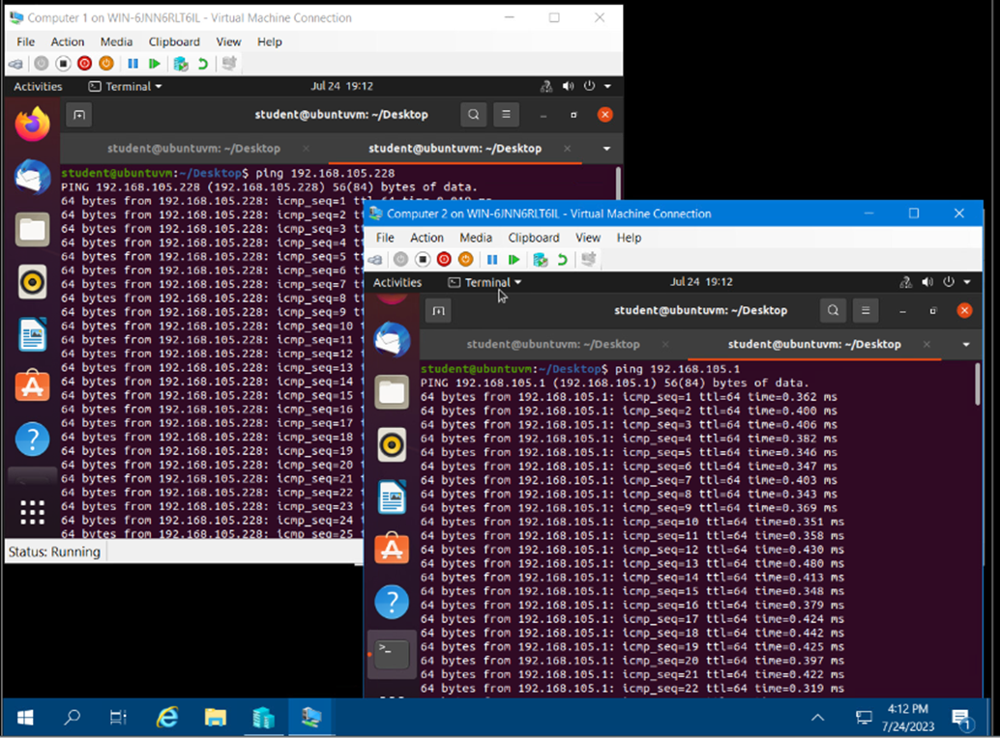 Computer 1 on WIN-6JNN6RLT6IL - Virtual Machine Connection
File Action Media Clipboard View Help
Activities Terminal Jul 24 19:12
student@ubuntuvm: ~/Desktop
student@ubuntuvm: ~/Desktop student@ubuntuvm: ~/Desktop
student@ubuntuvm:~/Desktop$ ping 192.168.105.228
PING 192.168.105.228 (192.168.105.228) 56(84) bytes of data.
64 bytes from 192.168.105.228: icmp_seq=1
64 bytes from 192.168.105.228: icmp_seq=2
64 bytes from 192.168.105.228: icmp_seq=3
64 bytes from 192.168.105.228: icmp_seq=4
64 bytes from 192.168.105.228: icmp_seq=5
64 bytes from 192.168.105.228: icmp_seq=6
64 bytes from 192.168.105.228: icmp_seq=7
64 bytes from 192.168.105.228: icmp_seq=8
64 bytes from 192.168.105.228: icmp_seq=9
64 bytes from 192.168.105.228: icmp_seq=10
64 bytes from 192.168.105.228: icmp_seq=11
64 bytes from 192.168.105.228: icmp_seq=12
64 bytes from 192.168.105.228: icmp_seq=13
64 bytes from 192.168.105.228: icmp_seq=14
64 bytes from 192.168.105.228: icmp_seq=15
64 bytes from 192.168.105.228: icmp_seq=16
64 bytes from 192.168.105.228: icmp_seq=17
64 bytes from 192.168.105.228: icmp_seq=18
64 bytes from 192.168.105.228: icmp_seq=19
64 bytes from 192.168.105.228: icmp_seq=20
64 bytes from 192.168.105.228: icmp_seq=21
64 bytes from 192.168.105.228: icmp_seq=22
64 bytes from 192.168.105.228: icmp_seq=23
64 bytes from 192.168.105.228: icmp_seq=24
64 bytes from 192.168.105.228: icmp_seq=25
Status: Running
Computer 2 on WIN-6JNN6RLT6IL - Virtual Machine Connection
File Action Media Clipboard View Help
Activities Terminal Jul 24 19:12
student@ubuntuvm: ~/Desktop
student@ubuntuvm: ~/Desktop student@ubuntuvm: ~/Desktop
student@ubuntuvm:~/Desktop$ ping 192.168.105.1
PING 192.168.105.1 (192.168.105.1) 56(84) bytes of data.
64 bytes from 192.168.105.1: icmp_seq=1 ttl=64 time=0.362 ms
64 bytes from 192.168.105.1: icmp_seq=2 ttl=64 time=0.400 ms
64 bytes from 192.168.105.1: icmp_seq=3 ttl=64 time=0.406 ms
64 bytes from 192.168.105.1: icmp_seq=4 ttl=64 time=0.382 ms
64 bytes from 192.168.105.1: icmp_seq=5 ttl=64 time=0.346 ms
64 bytes from 192.168.105.1: icmp_seq=6 ttl=64 time=0.347 ms
64 bytes from 192.168.105.1: icmp_seq=7 ttl=64 time=0.403 ms
64 bytes from 192.168.105.1: icmp_seq=8 ttl=64 time=0.343 ms
64 bytes from 192.168.105.1: icmp_seq=9 ttl=64 time=0.369 ms
64 bytes from 192.168.105.1: icmp_seq=10 ttl=64 time=0.351 ms
64 bytes from 192.168.105.1: icmp_seq=11 ttl=64 time=0.358 ms
64 bytes from 192.168.105.1: icmp_seq=12 ttl=64 time=0.430 ms
64 bytes from 192.168.105.1: icmp_seq=13 ttl=64 time=0.480 ms
64 bytes from 192.168.105.1: icmp_seq=14 ttl=64 time=0.413 ms
64 bytes from 192.168.105.1: icmp_seq=15 ttl=64 time=0.348 ms
64 bytes from 192.168.105.1: icmp_seq=16 ttl=64 time=0.379 ms
64 bytes from 192.168.105.1: icmp_seq=17 ttl=64 time=0.424 ms
64 bytes from 192.168.105.1: icmp_seq=18 ttl=64 time=0.442 ms
64 bytes from 192.168.105.1: icmp_seq=19 ttl=64 time=0.425 ms
64 bytes from 192.168.105.1: icmp_seq=20 ttl=64 time=0.397 ms
64 bytes from 192.168.105.1: icmp_seq=21 ttl=64 time=0.422 ms
64 bytes from 192.168.105.1: icmp_seq=22 ttl=64 time=0.319 ms
4:12 PM
7/24/2023
1